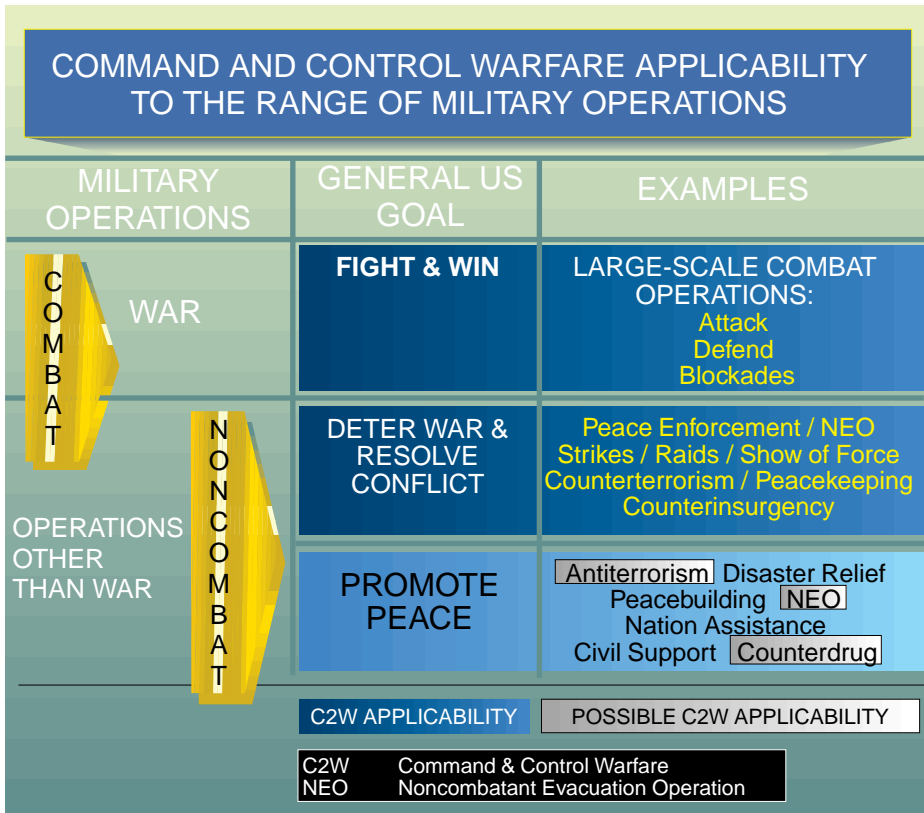 COMMAND AND CONTROL WARFARE APPLICABILITY
TO THE RANGE OF MILITARY OPERATIONS
MILITARY
OPERATIONS
GENERAL US
GOAL
EXAMPLES
COMBAT
WAR
FIGHT & WIN
LARGE-SCALE COMBAT
OPERATIONS:
Attack
Defend
Blockades
NONCOMBAT
OPERATIONS
OTHER
THAN WAR
DETER WAR &
RESOLVE
CONFLICT
Peace Enforcement / NEO
Strikes / Raids / Show of Force
Counterterrorism / Peacekeeping
Counterinsurgency
PROMOTE
PEACE
Antiterrorism Disaster Relief
Peacebuilding NEO
Nation Assistance
Civil Support Counterdrug
C2W APPLICABILITY
POSSIBLE C2W APPLICABILITY
C2W Command & Control Warfare
NEO Noncombatant Evacuation Operation